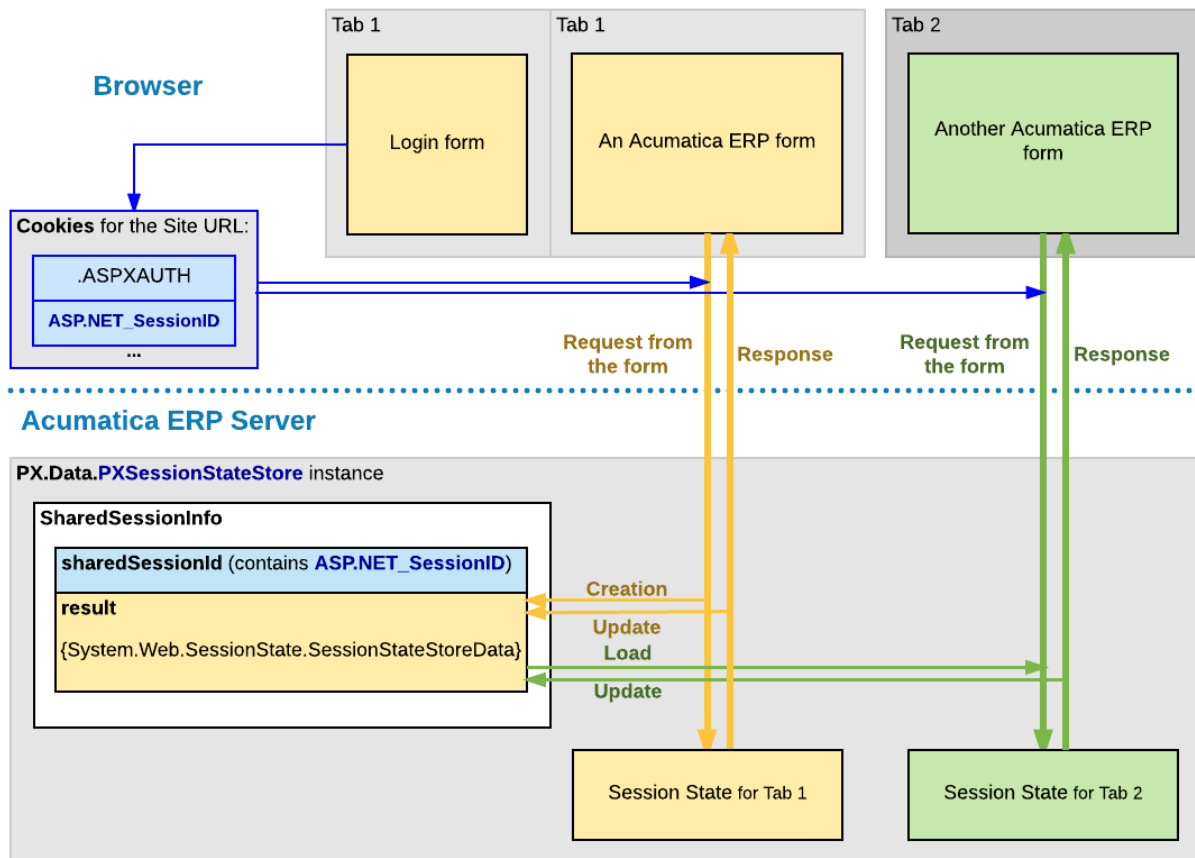 Tab 1
Tab 1
Tab 2
Browser
Login form
An Acumatica ERP form
Another Acumatica ERP
form
Cookies for the Site URL:
.ASPXAUTH
ASP.NET_SessionID
...
Request from
the form
Response
Request from
the form
Response
Acumatica ERP Server
PX.Data.PXSessionStateStore instance
SharedSessionInfo
sharedSessionId (contains ASP.NET_SessionID)
result
{System.Web.SessionState.SessionStateStoreData}
Creation
Update
Load
Update
Session State for Tab 1
Session State for Tab 2